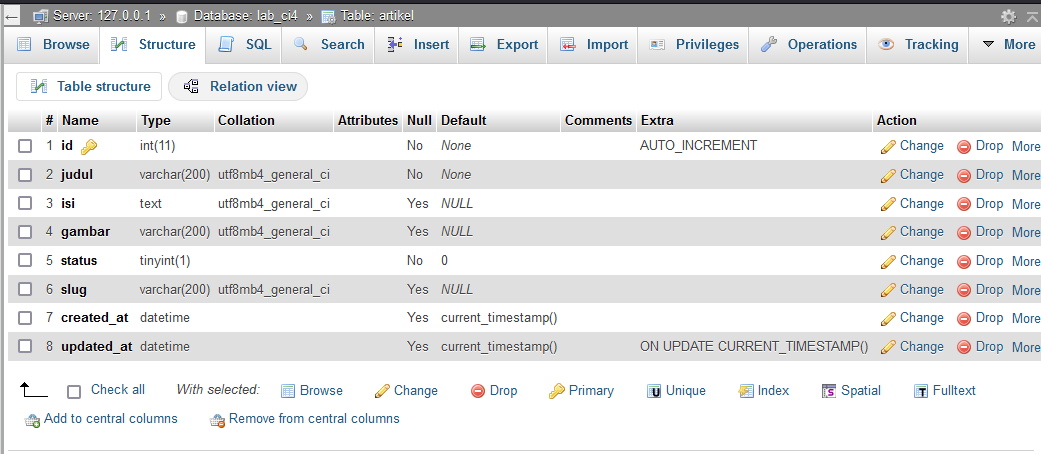 Server: 127.0.0.1 » Database: lab_ci4 » Table: artikel
Browse Structure SQL Search Insert Export Import Privileges Operations Tracking More
Table structure Relation view
# Name Type Collation Attributes Null Default Comments Extra Action
1 id int(11) No None AUTO_INCREMENT Change Drop More
2 judul varchar(200) utf8mb4_general_ci No None Change Drop More
3 isi text utf8mb4_general_ci Yes NULL Change Drop More
4 gambar varchar(200) utf8mb4_general_ci Yes NULL Change Drop More
5 status tinyint(1) No 0 Change Drop More
6 slug varchar(200) utf8mb4_general_ci Yes NULL Change Drop More
7 created_at datetime Yes current_timestamp() Change Drop More
8 updated_at datetime Yes current_timestamp() ON UPDATE CURRENT_TIMESTAMP() Change Drop More
Check all With selected: Browse Change Drop Primary Unique Index Spatial Fulltext
Add to central columns Remove from central columns